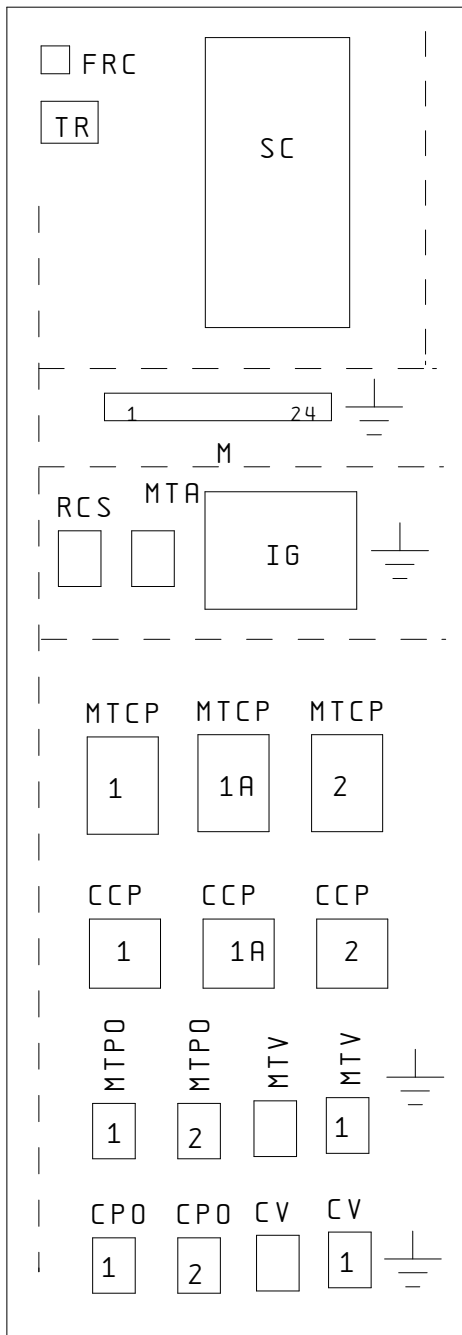 FRC
TR
SC
1 24
M
RCS MTA
IG
MTCP MTCP MTCP
1 1A 2
CCP CCP CCP
1 1A 2
MTPO MTPO MTV MTV
1 2 1
CPO CPO CV CV
1 2 1